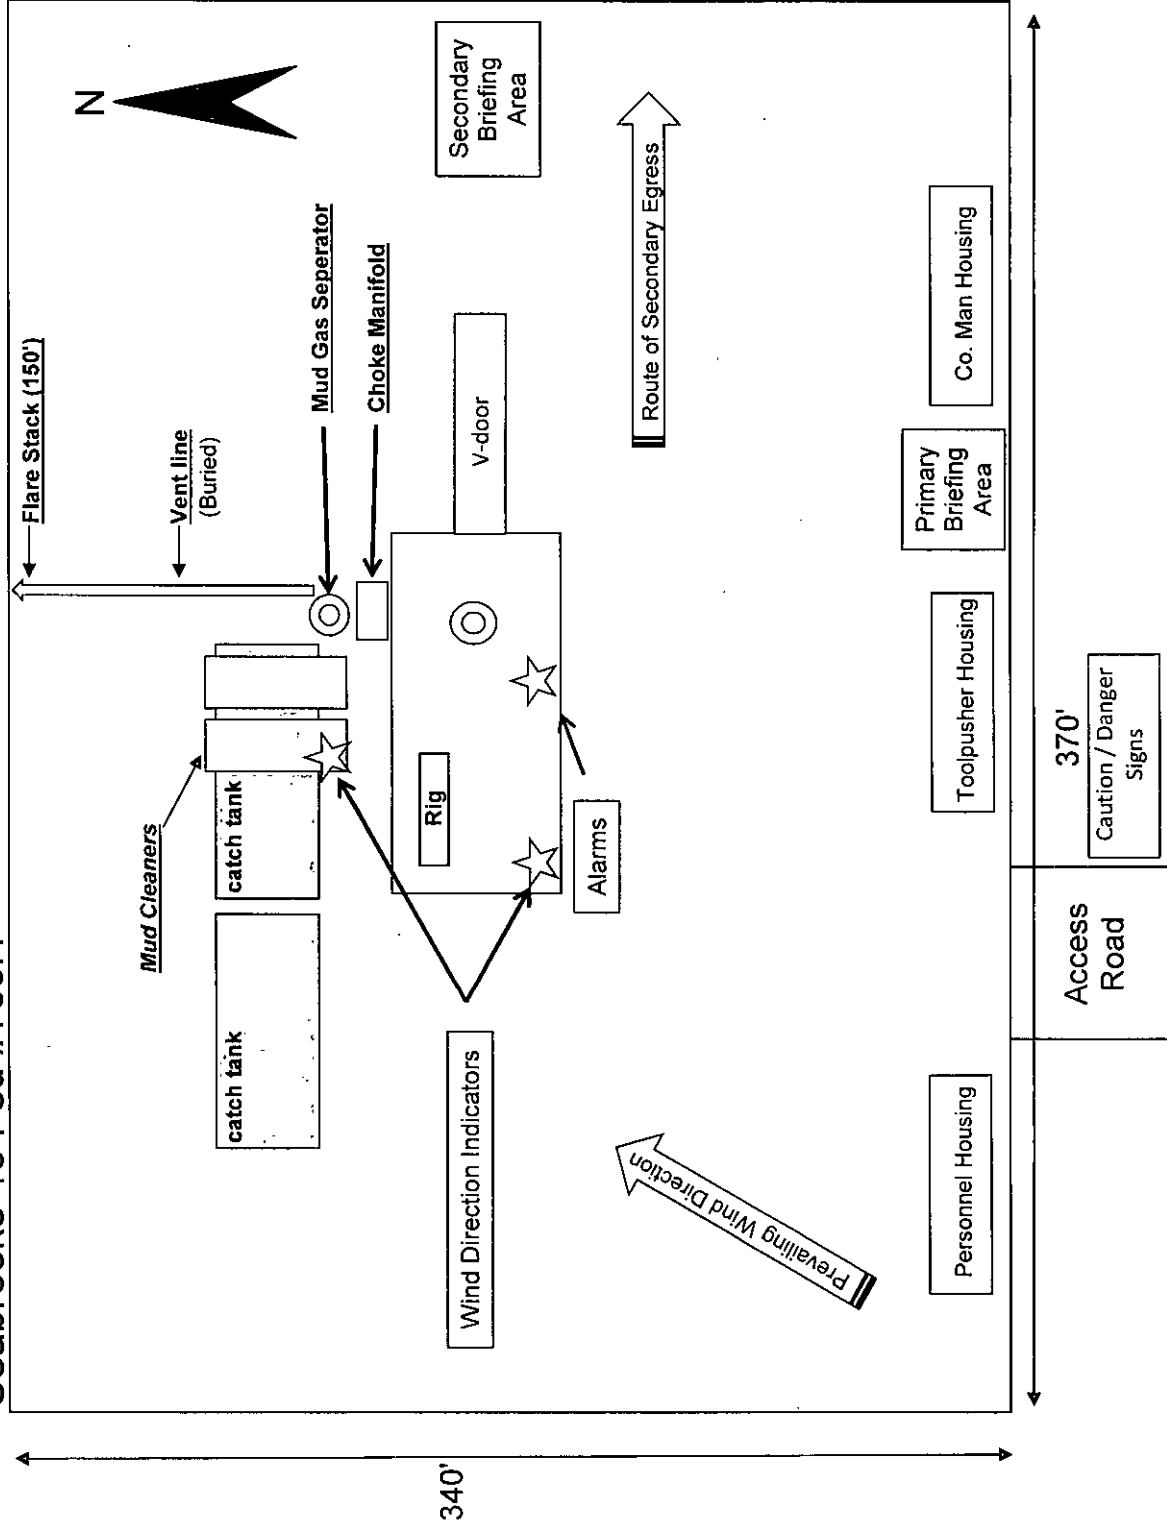 N
Flare Stack (150')
Vent line
(Buried)
Mud Cleaners
catch tank
catch tank
Mud Gas Seperator
Choke Manifold
Secondary
Briefing
Area
340'
Wind Direction Indicators
Rig
V-door
Alarms
Route of Secondary Egress
Prevailing Wind Direction
Personnel Housing
Toolpusher Housing
Primary
Briefing
Area
Co. Man Housing
370'
Access
Road
Caution / Danger
Signs